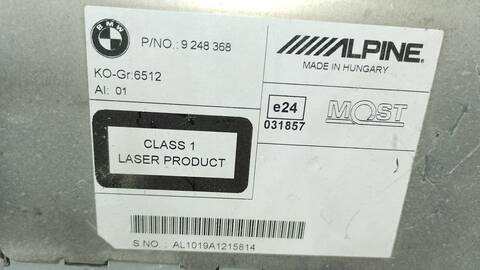 BMW
P/NO.: 9 248 368
ALPINE
MADE IN HUNGARY
KO-Gr:6512
AI: 01
e24
031857
MOST
CLASS 1
LASER PRODUCT
S NO.: AL1019A1215814